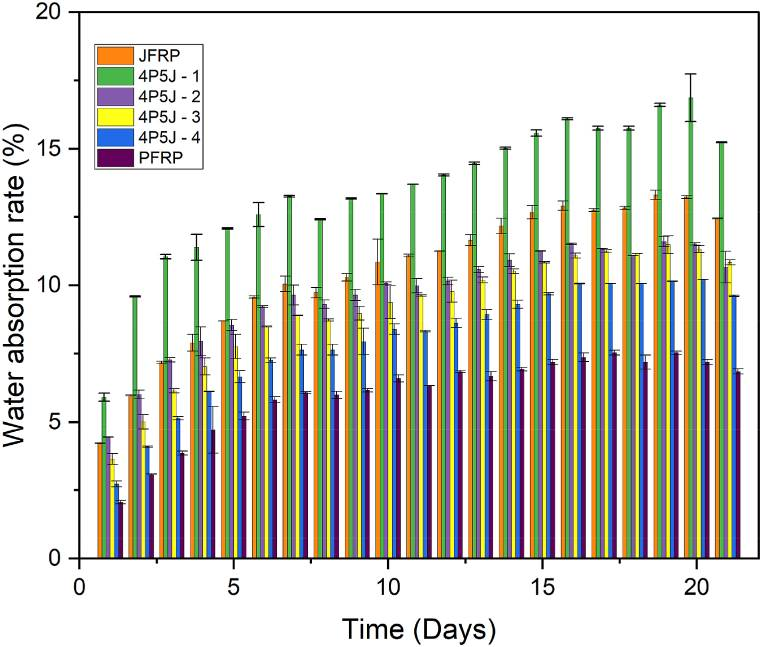 20
15
10
5
0
Water absorption rate (%)
JFRP
4P5J - 1
4P5J - 2
4P5J - 3
4P5J - 4
PFRP
0 5 10 15 20
Time (Days)